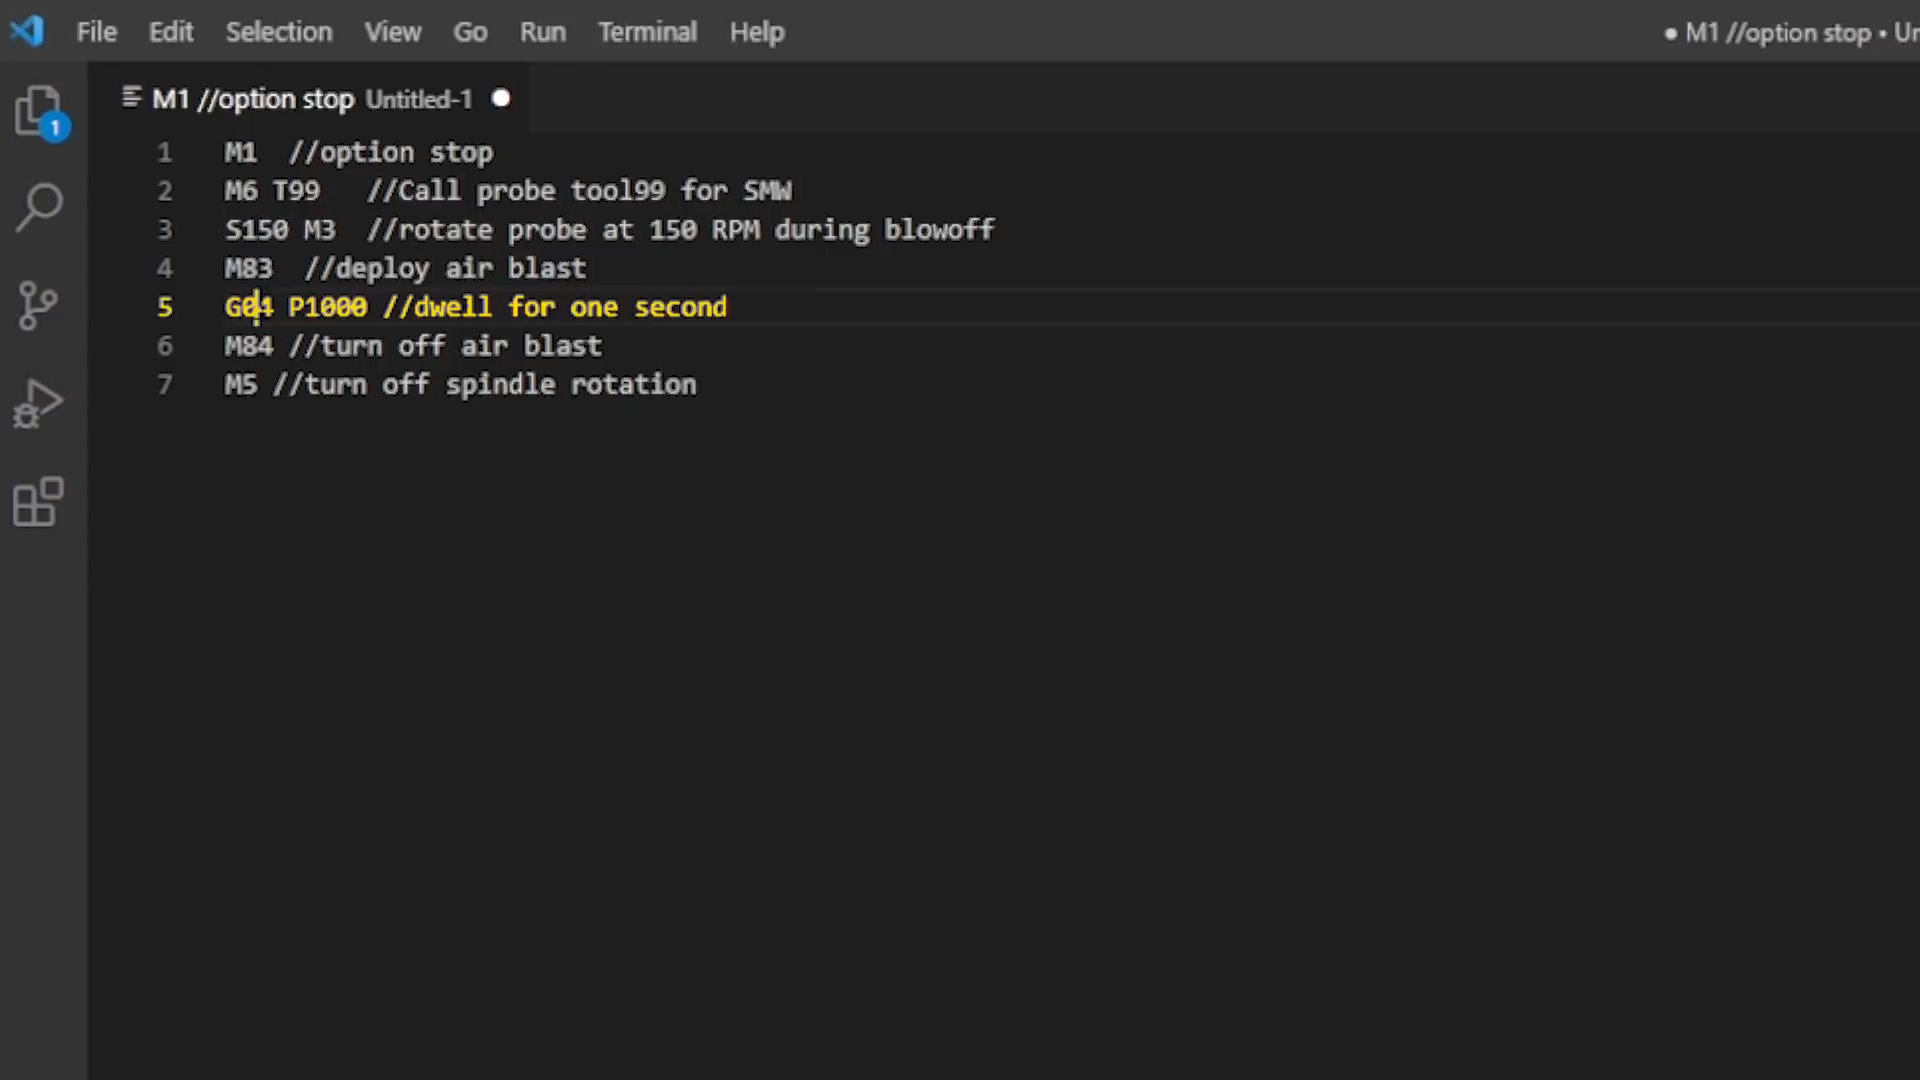 File Edit Selection View Go Run Terminal Help ● M1 //option stop • Un
M1 //option stop Untitled-1
1
1 M1  //option stop
2 M6 T99   //Call probe tool99 for SMW
3 S150 M3  //rotate probe at 150 RPM during blowoff
4 M83  //deploy air blast
5 G04 P1000 //dwell for one second
6 M84 //turn off air blast
7 M5 //turn off spindle rotation